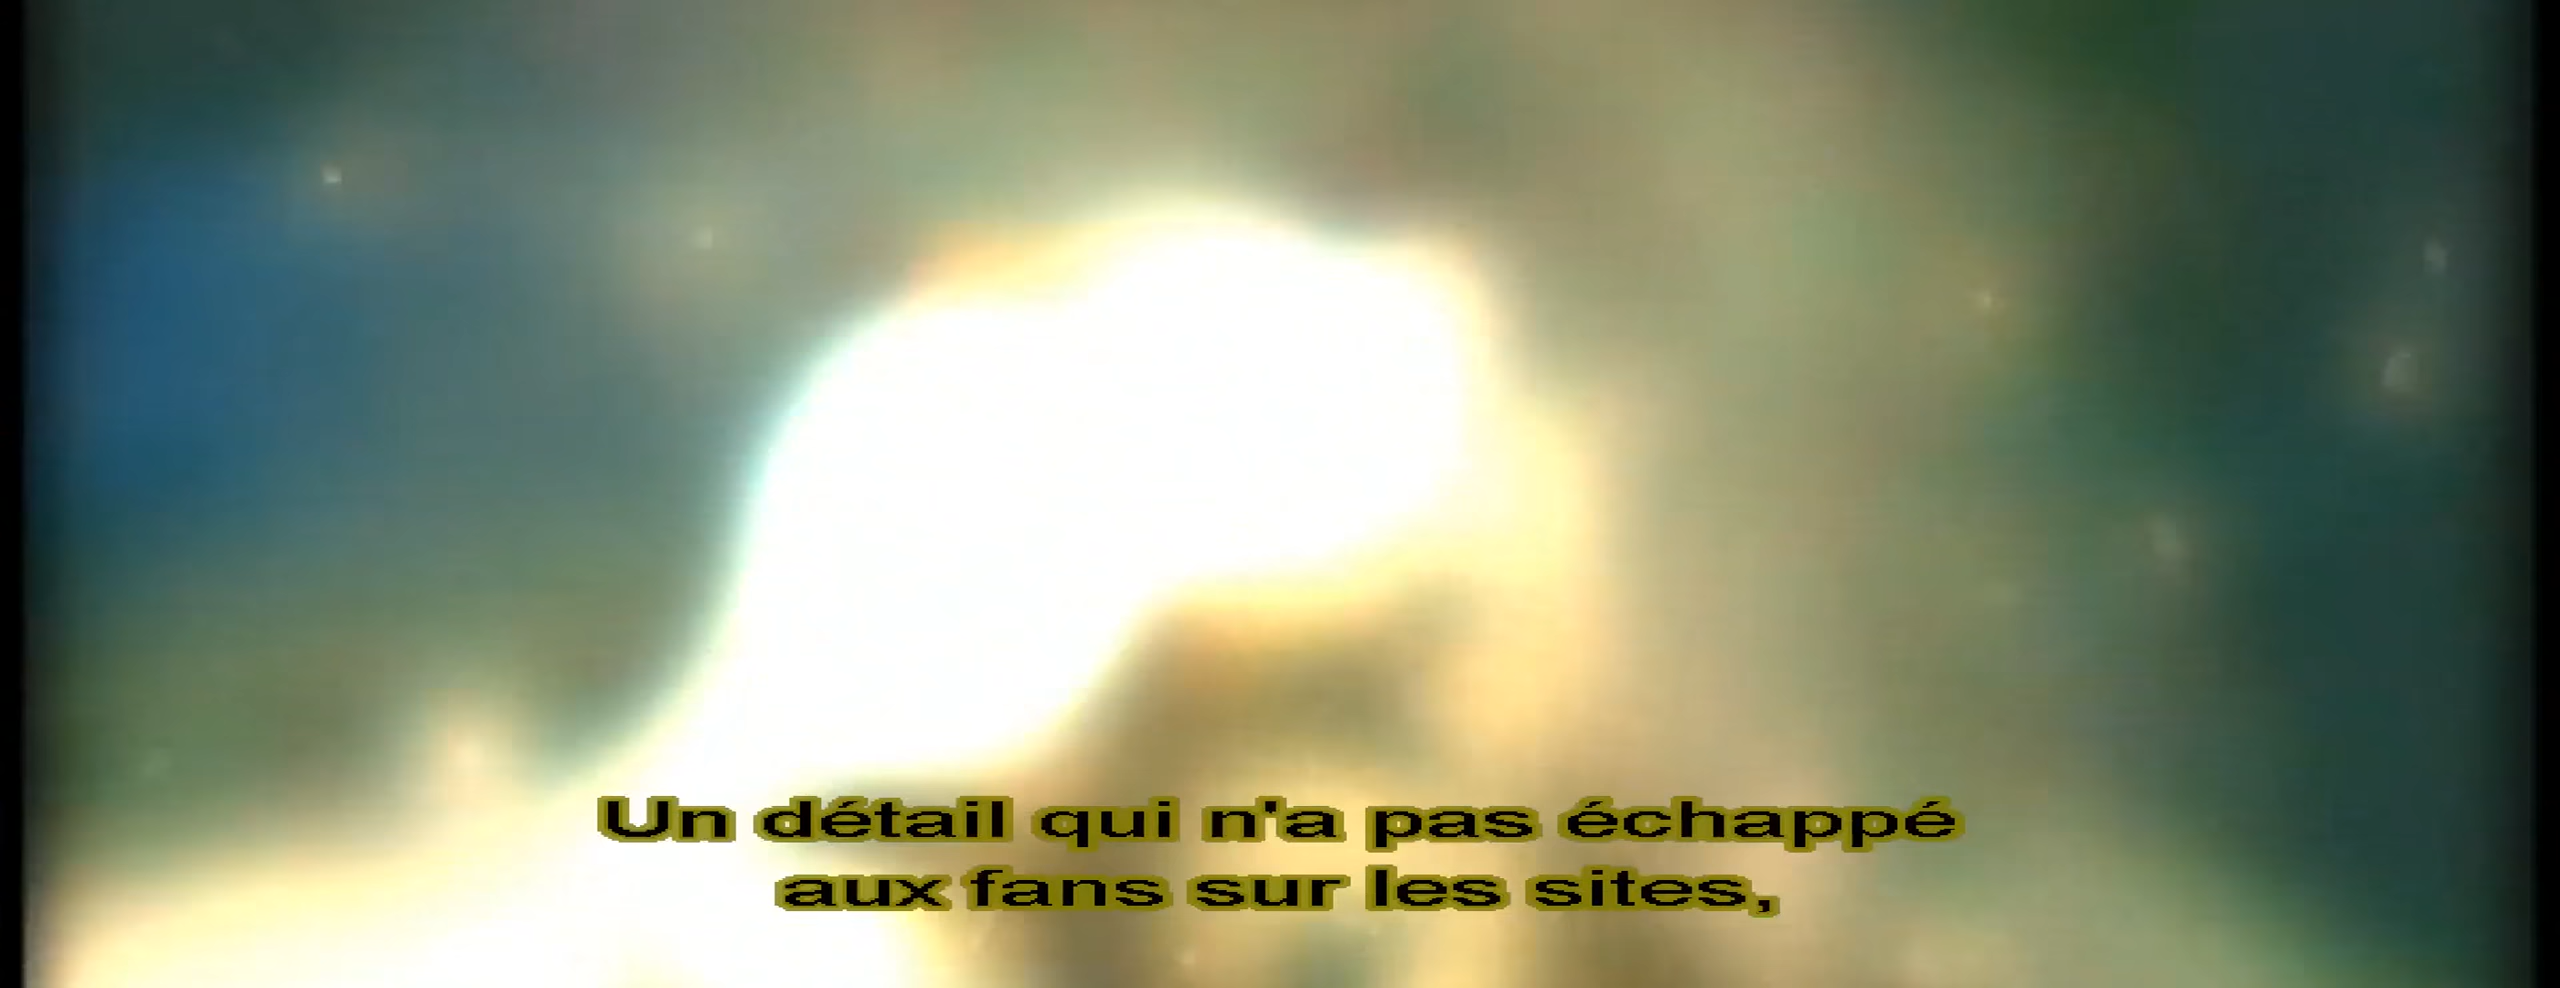 Un détail qui n'a pas échappé
aux fans sur les sites,